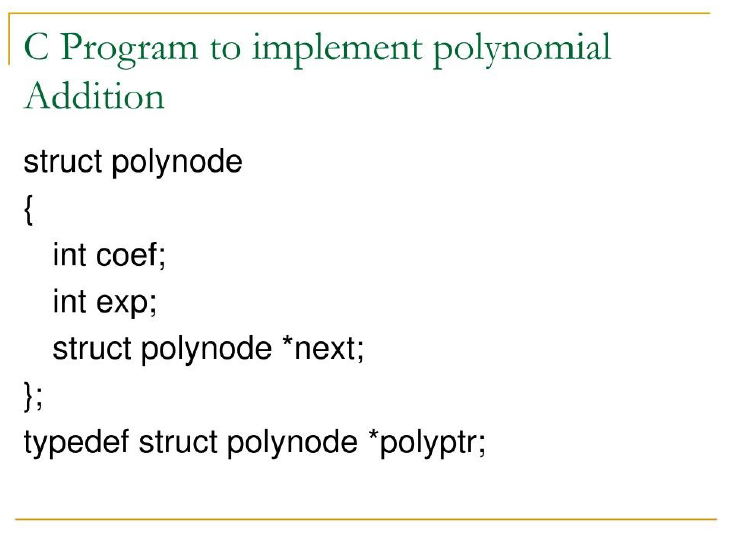 C Program to implement polynomial
Addition
struct polynode
{
int coef;
int exp;
struct polynode *next;
};
typedef struct polynode *polyptr;